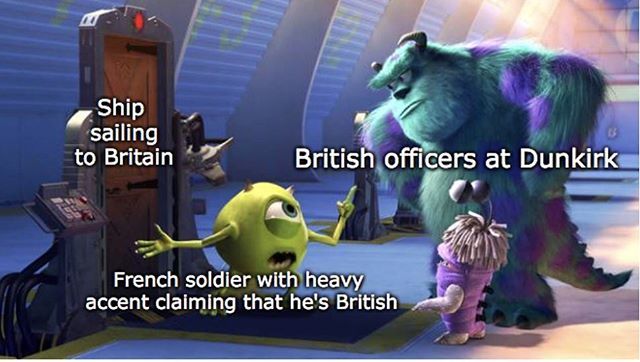 Ship
sailing
to Britain
British officers at Dunkirk
French soldier with heavy
accent claiming that he's British